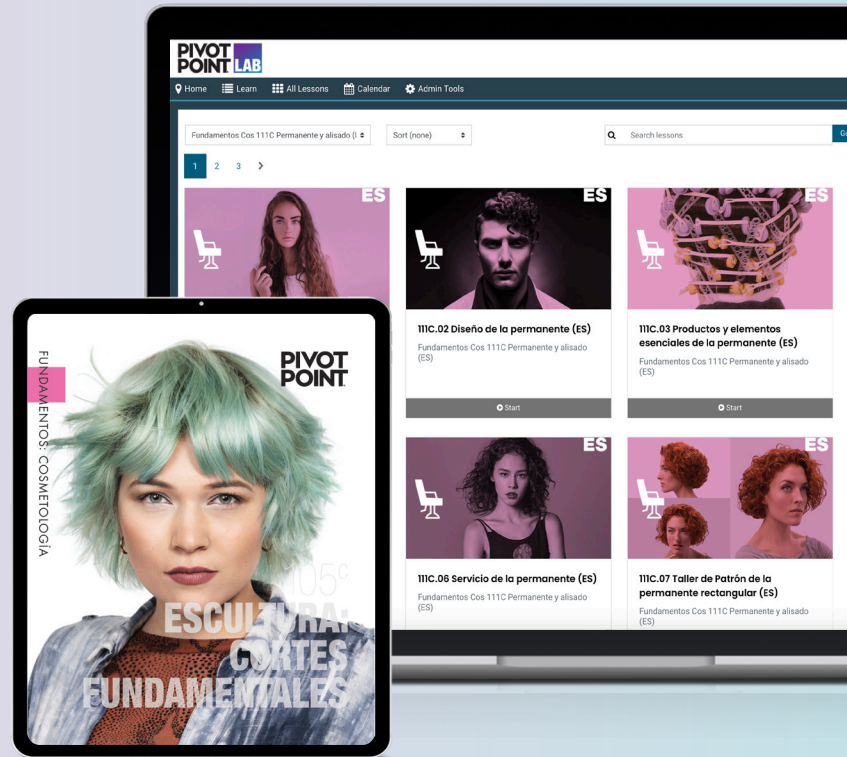 PIVOT
POINT LAB
Home Learn All Lessons Calendar Admin Tools
Fundamentos Cos 111C Permanente y alisado (
Sort (none)
Search lessons
1 2 3
ES
ES
ES
111C.02 Diseño de la permanente (ES)
Fundamentos Cos 111C Permanente y alisado
(ES)
Start
111C.03 Productos y elementos
esenciales de la permanente (ES)
Fundamentos Cos 111C Permanente y alisado
(ES)
Start
ES
ES
111C.06 Servicio de la permanente (ES)
Fundamentos Cos 111C Permanente y alisado
(ES)
111C.07 Taller de Patrón de la
permanente rectangular (ES)
Fundamentos Cos 111C Permanente y alisado
(ES)
FUNDAMENTOS: COSMETOLOGÍA
PIVOT
POINT
105°
ESCULTURA:
CORTES
FUNDAMENTALES